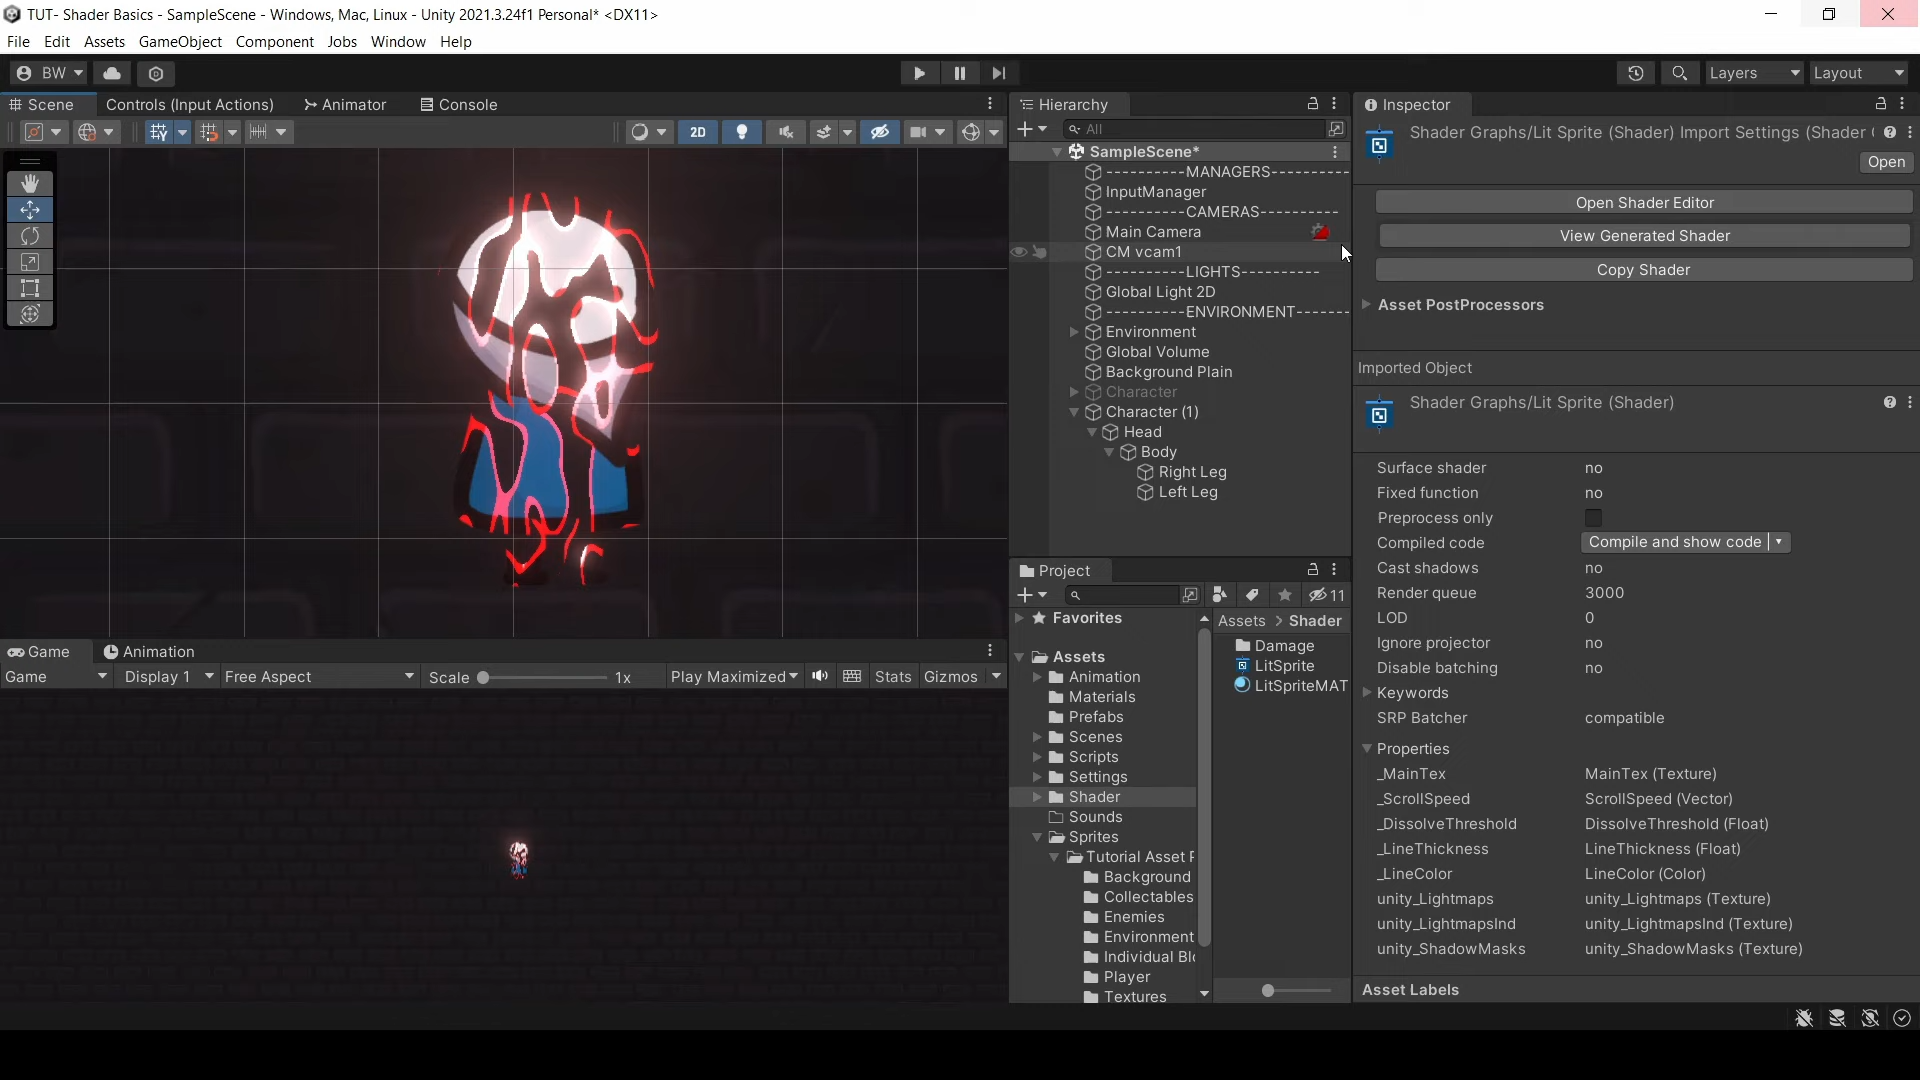 TUT- Shader Basics - SampleScene - Windows, Mac, Linux - Unity 2021.3.24f1 Personal* <DX11>
File Edit Assets GameObject Component Jobs Window Help
BW Layers Layout
Scene Controls (Input Actions) Animator Console
2D
Hierarchy
All
SampleScene*
----------MANAGERS----------
InputManager
----------CAMERAS----------
Main Camera
CM vcam1
----------LIGHTS----------
Global Light 2D
----------ENVIRONMENT-------
Environment
Global Volume
Background Plain
Character
Character (1)
Head
Body
Right Leg
Left Leg
Project
11
Favorites
Assets
Animation
Materials
Prefabs
Scenes
Scripts
Settings
Shader
Sounds
Sprites
Tutorial Asset F
Background
Collectables
Enemies
Environment
Individual Blo
Player
Textures
Assets > Shader
Damage
LitSprite
LitSpriteMAT
Game Animation
Game Display 1 Free Aspect Scale 1x Play Maximized Stats Gizmos
Inspector
Shader Graphs/Lit Sprite (Shader) Import Settings (Shader (
Open
Open Shader Editor
View Generated Shader
Copy Shader
Asset PostProcessors
Imported Object
Shader Graphs/Lit Sprite (Shader)
Surface shader no
Fixed function no
Preprocess only
Compiled code Compile and show code
Cast shadows no
Render queue 3000
LOD 0
Ignore projector no
Disable batching no
Keywords
SRP Batcher compatible
Properties
_MainTex MainTex (Texture)
_ScrollSpeed ScrollSpeed (Vector)
_DissolveThreshold DissolveThreshold (Float)
_LineThickness LineThickness (Float)
_LineColor LineColor (Color)
unity_Lightmaps unity_Lightmaps (Texture)
unity_LightmapsInd unity_LightmapsInd (Texture)
unity_ShadowMasks unity_ShadowMasks (Texture)
Asset Labels